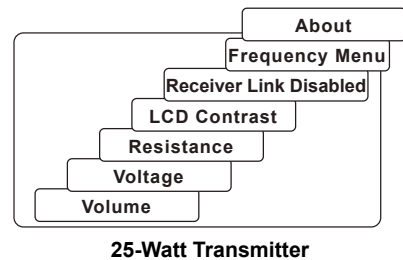 About
Frequency Menu
Receiver Link Disabled
LCD Contrast
Resistance
Voltage
Volume
25-Watt Transmitter